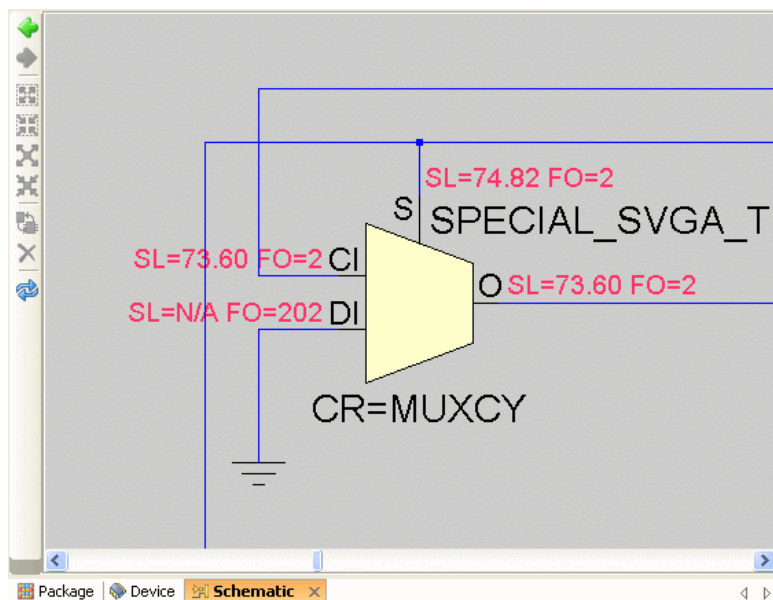 SL=74.82 FO=2
S
SPECIAL_SVGA_T
SL=73.60 FO=2 CI
O SL=73.60 FO=2
SL=N/A FO=202 DI
CR=MUXCY
Package Device Schematic